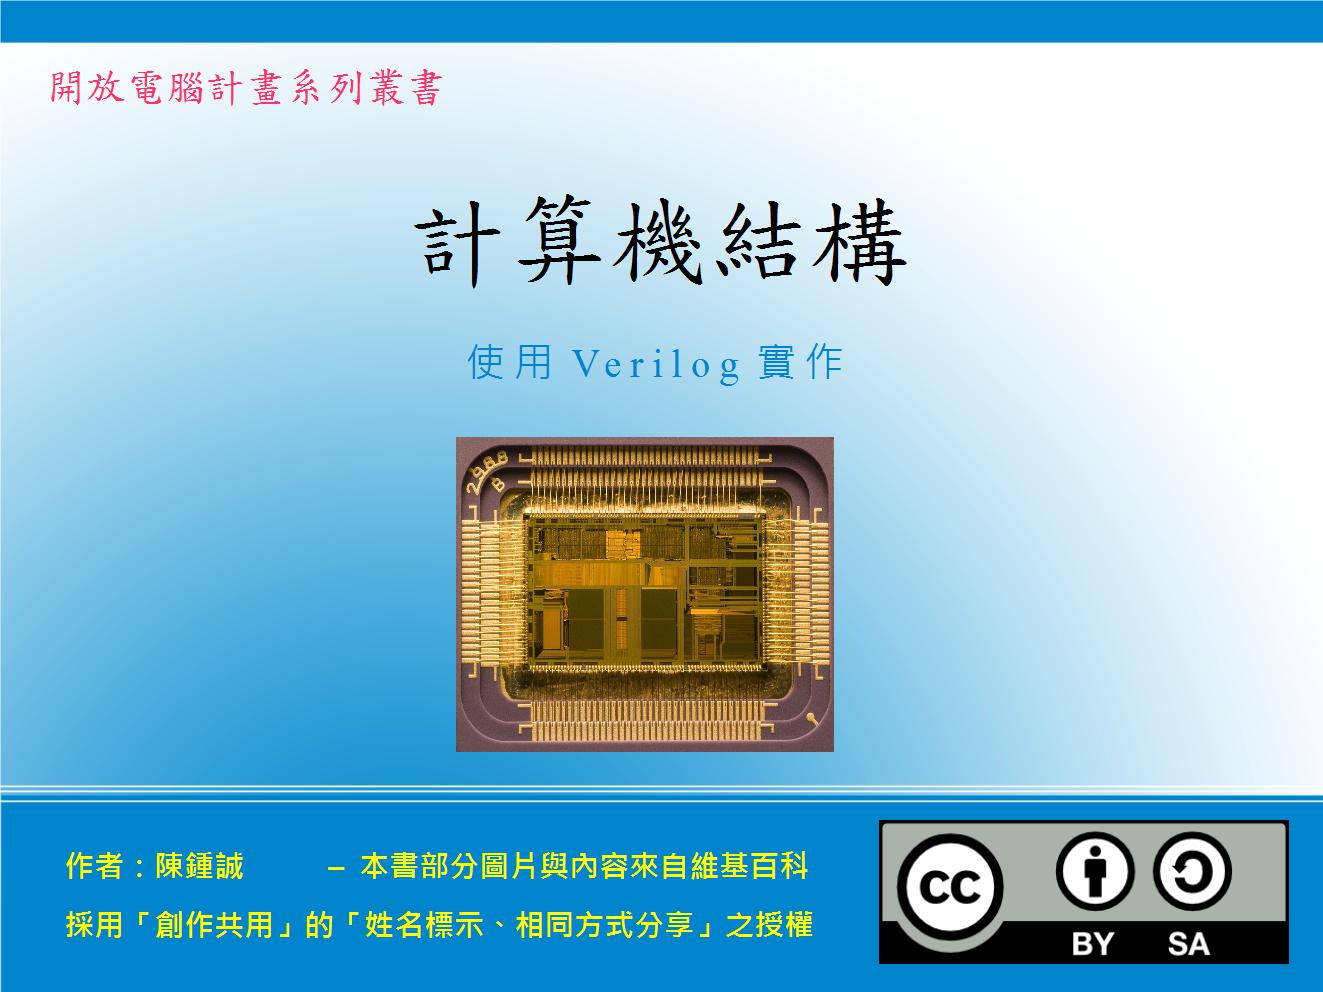 開放電腦計畫系列叢書
計算機結構
使用 Verilog 實作
2988
8
作者：陳鍾誠 – 本書部分圖片與內容來自維基百科
採用「創作共用」的「姓名標示、相同方式分享」之授權
cc
BY SA